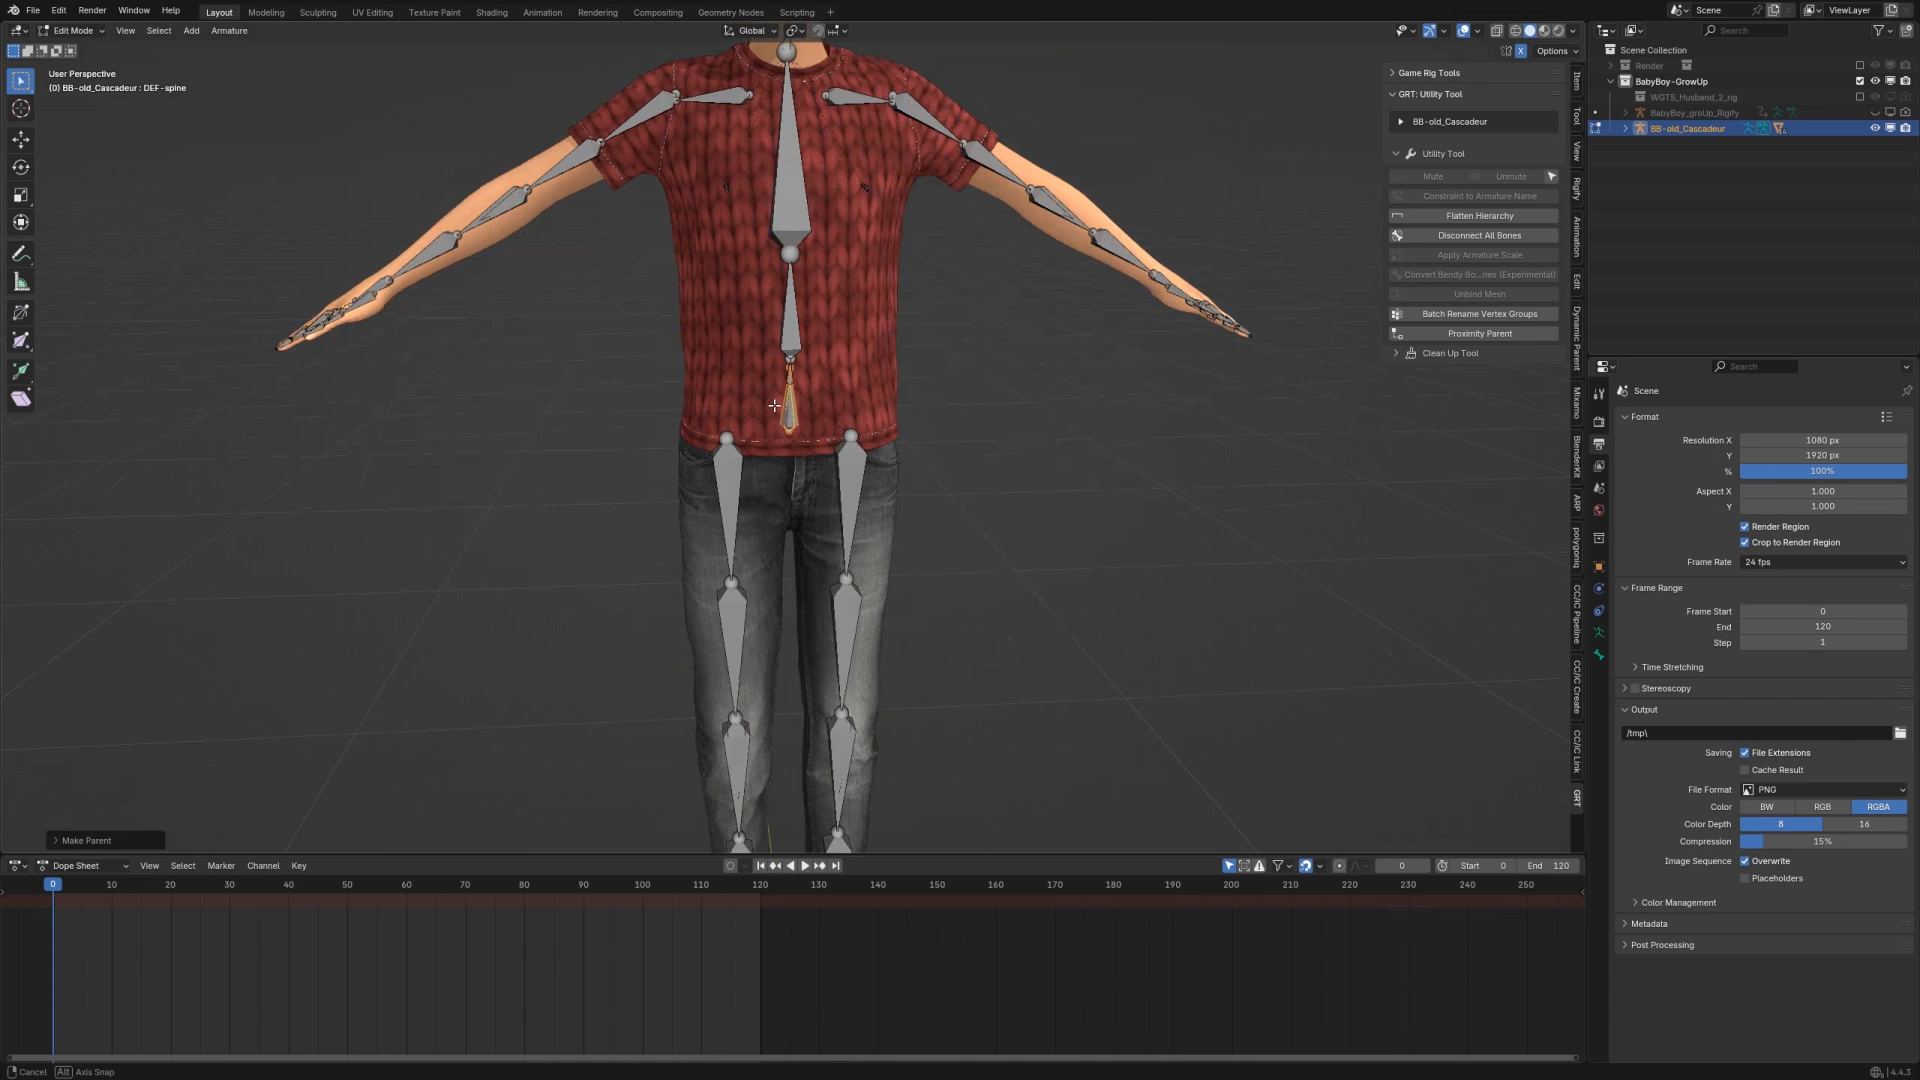 File Edit Render Window Help Layout Modeling Sculpting UV Editing Texture Paint Shading Animation Rendering Compositing Geometry Nodes Scripting +
Scene ViewLayer
Edit Mode View Select Add Armature Global
Search
Options
User Perspective
(0) BB-old_Cascadeur : DEF-spine
Game Rig Tools
GRT: Utility Tool
BB-old_Cascadeur
Utility Tool
Mute Unmute
Constraint to Armature Name
Flatten Hierarchy
Disconnect All Bones
Apply Armature Scale
Convert Bendy Bo...nes (Experimental)
Unbind Mesh
Batch Rename Vertex Groups
Proximity Parent
Clean Up Tool
Item
Tool
View
Rigify
Animation
Edit
Dynamic Parent
Mixamo
BlenderKit
ARP
polygoniq
CC/iC Pipeline
CC/iC Create
CC/iC Link
GRT
Scene Collection
Render
BabyBoy-GrowUp
WGTS_Husband_2_rig
BabyBoy_groUp_Rigify
BB-old_Cascadeur
Search
Scene
Format
Resolution X 1080 px
Y 1920 px
% 100%
Aspect X 1.000
Y 1.000
Render Region
Crop to Render Region
Frame Rate 24 fps
Frame Range
Frame Start 0
End 120
Step 1
Time Stretching
Stereoscopy
Output
/tmp\
Saving File Extensions
Cache Result
File Format PNG
Color BW RGB RGBA
Color Depth 8 16
Compression 15%
Image Sequence Overwrite
Placeholders
Color Management
Metadata
Post Processing
Make Parent
Dope Sheet View Select Marker Channel Key 0 Start 0 End 120
0 10 20 30 40 50 60 70 80 90 100 110 120 130 140 150 160 170 180 190 200 210 220 230 240 250
Cancel Alt Axis Snap
4.4.3